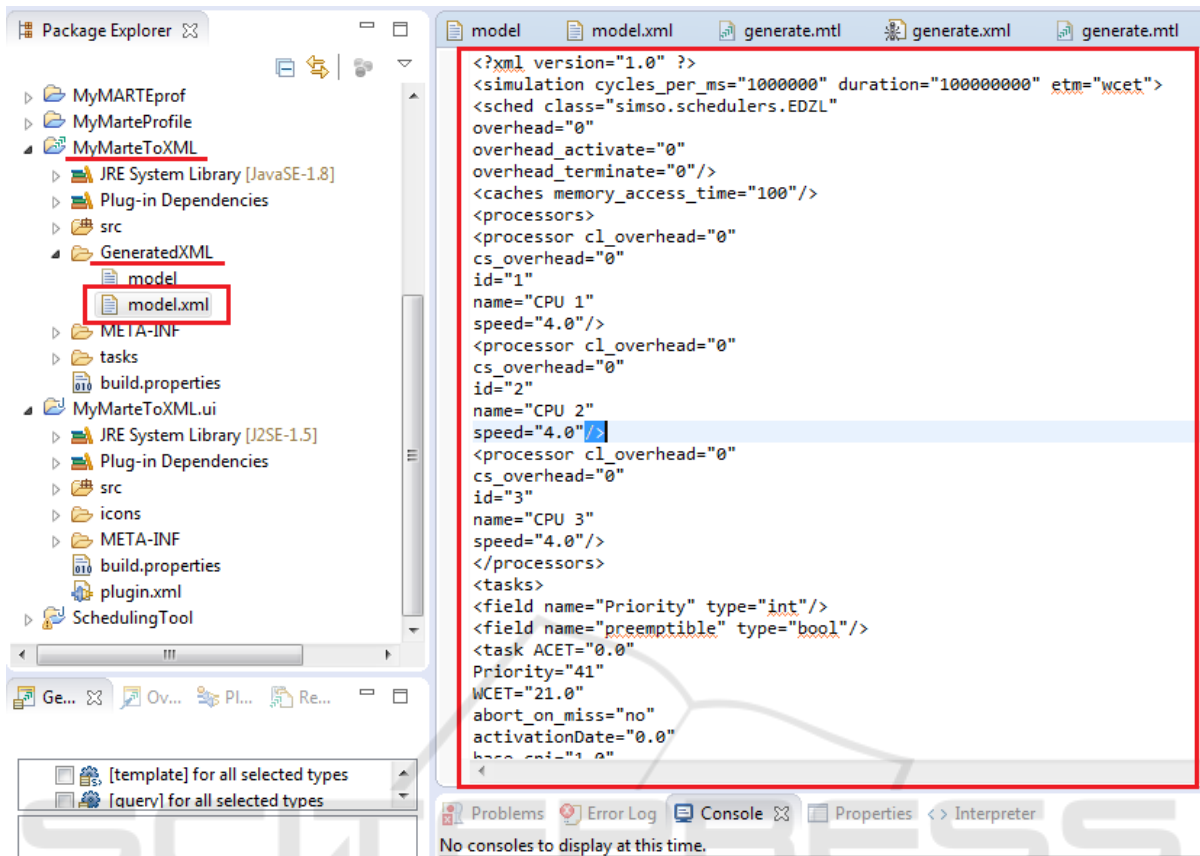 Package Explorer
MyMARTEprof
MyMarteProfile
MyMarteToXML
JRE System Library [JavaSE-1.8]
Plug-in Dependencies
src
GeneratedXML
model
model.xml
META-INF
tasks
build.properties
MyMarteToXML.ui
JRE System Library [J2SE-1.5]
Plug-in Dependencies
src
icons
META-INF
build.properties
plugin.xml
SchedulingTool
Ge... Ov... Pl... Re...
[template] for all selected types
[query] for all selected types
model model.xml generate.mtl generate.xml generate.mtl
<?xml version="1.0" ?>
<simulation cycles_per_ms="1000000" duration="100000000" etm="wcet">
<sched class="simso.schedulers.EDZL"
overhead="0"
overhead_activate="0"
overhead_terminate="0"/>
<caches memory_access_time="100"/>
<processors>
<processor cl_overhead="0"
cs_overhead="0"
id="1"
name="CPU 1"
speed="4.0"/>
<processor cl_overhead="0"
cs_overhead="0"
id="2"
name="CPU 2"
speed="4.0"/>
<processor cl_overhead="0"
cs_overhead="0"
id="3"
name="CPU 3"
speed="4.0"/>
</processors>
<tasks>
<field name="Priority" type="int"/>
<field name="preemptible" type="bool"/>
<task ACET="0.0"
Priority="41"
WCET="21.0"
abort_on_miss="no"
activationDate="0.0"
base_cpi="1.0"
Problems Error Log Console Properties Interpreter
No consoles to display at this time.